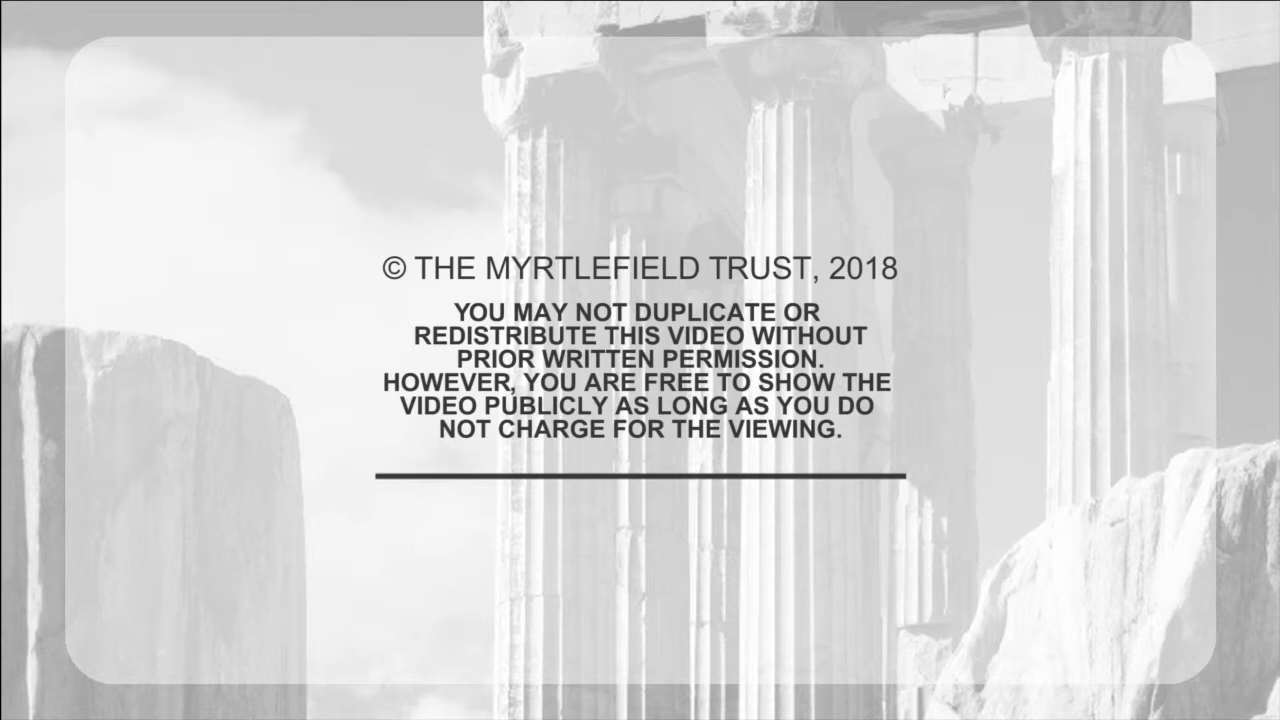 © THE MYRTLEFIELD TRUST, 2018
YOU MAY NOT DUPLICATE OR
REDISTRIBUTE THIS VIDEO WITHOUT
PRIOR WRITTEN PERMISSION.
HOWEVER, YOU ARE FREE TO SHOW THE
VIDEO PUBLICLY AS LONG AS YOU DO
NOT CHARGE FOR THE VIEWING.